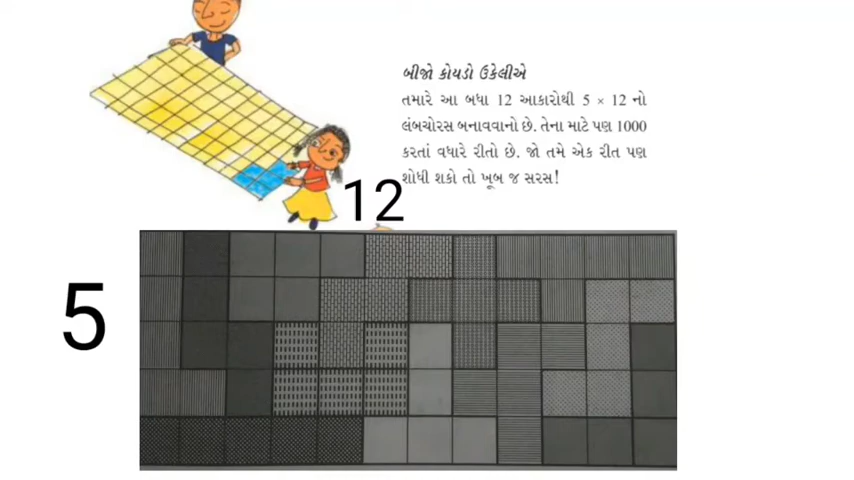 બીજો કોયડો ઉકેલીએ
તમારે આ બધા 12 આકારોથી 5 × 12 નો
લંબચોરસ બનાવવાનો છે. તેના માટે પણ 1000
કરતાં વધારે રીતો છે. જો તમે એક રીત પણ
શોધી શકો તો ખૂબ જ સરસ!
12
5